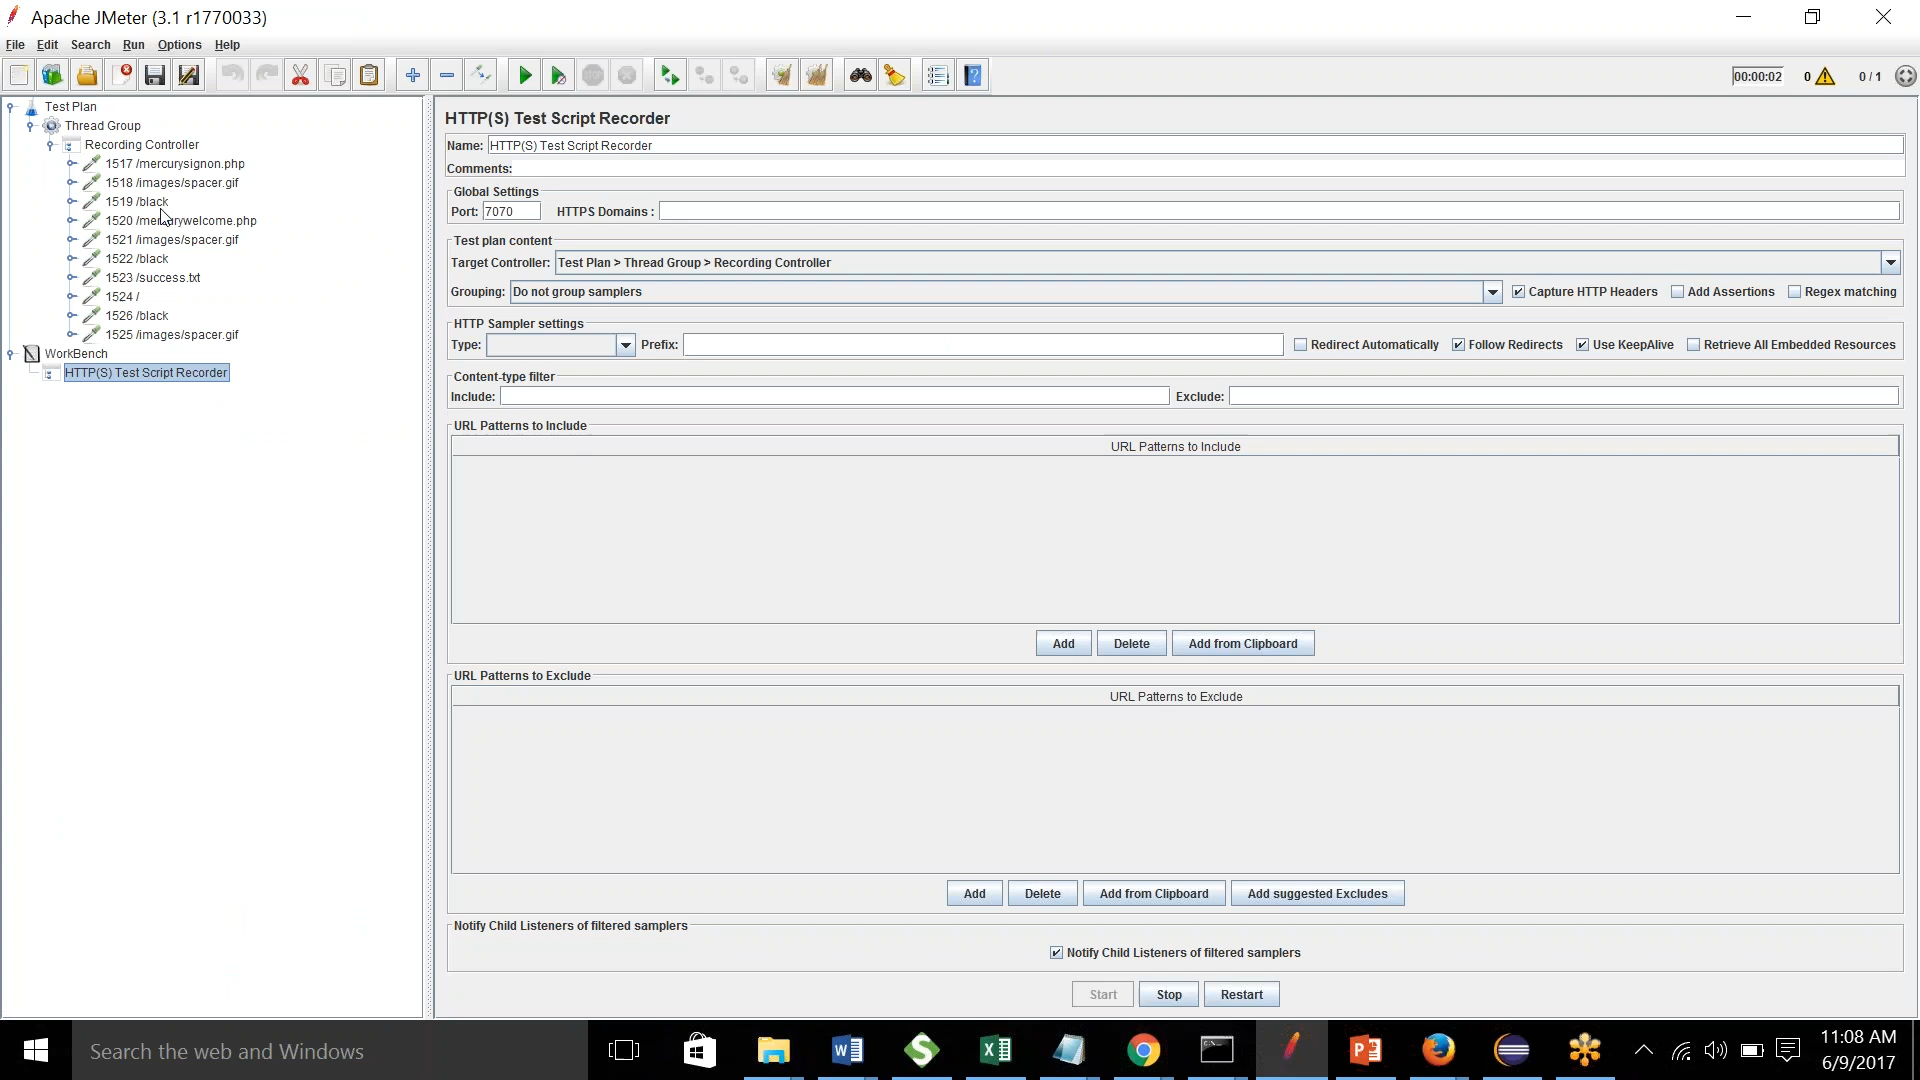 Apache JMeter (3.1 r1770033)
File Edit Search Run Options Help
00:00:02 0 0 / 1
Test Plan
Thread Group
Recording Controller
1517 /mercurysignon.php
1518 /images/spacer.gif
1519 /black
1520 /mercurywelcome.php
1521 /images/spacer.gif
1522 /black
1523 /success.txt
1524 /
1526 /black
1525 /images/spacer.gif
WorkBench
HTTP(S) Test Script Recorder
HTTP(S) Test Script Recorder
Name: HTTP(S) Test Script Recorder
Comments:
Global Settings
Port: 7070 HTTPS Domains :
Test plan content
Target Controller: Test Plan > Thread Group > Recording Controller
Grouping: Do not group samplers Capture HTTP Headers Add Assertions Regex matching
HTTP Sampler settings
Type: Prefix: Redirect Automatically Follow Redirects Use KeepAlive Retrieve All Embedded Resources
Content-type filter
Include: Exclude:
URL Patterns to Include
URL Patterns to Include
Add Delete Add from Clipboard
URL Patterns to Exclude
URL Patterns to Exclude
Add Delete Add from Clipboard Add suggested Excludes
Notify Child Listeners of filtered samplers
Notify Child Listeners of filtered samplers
Start Stop Restart
Search the web and Windows
11:08 AM
6/9/2017